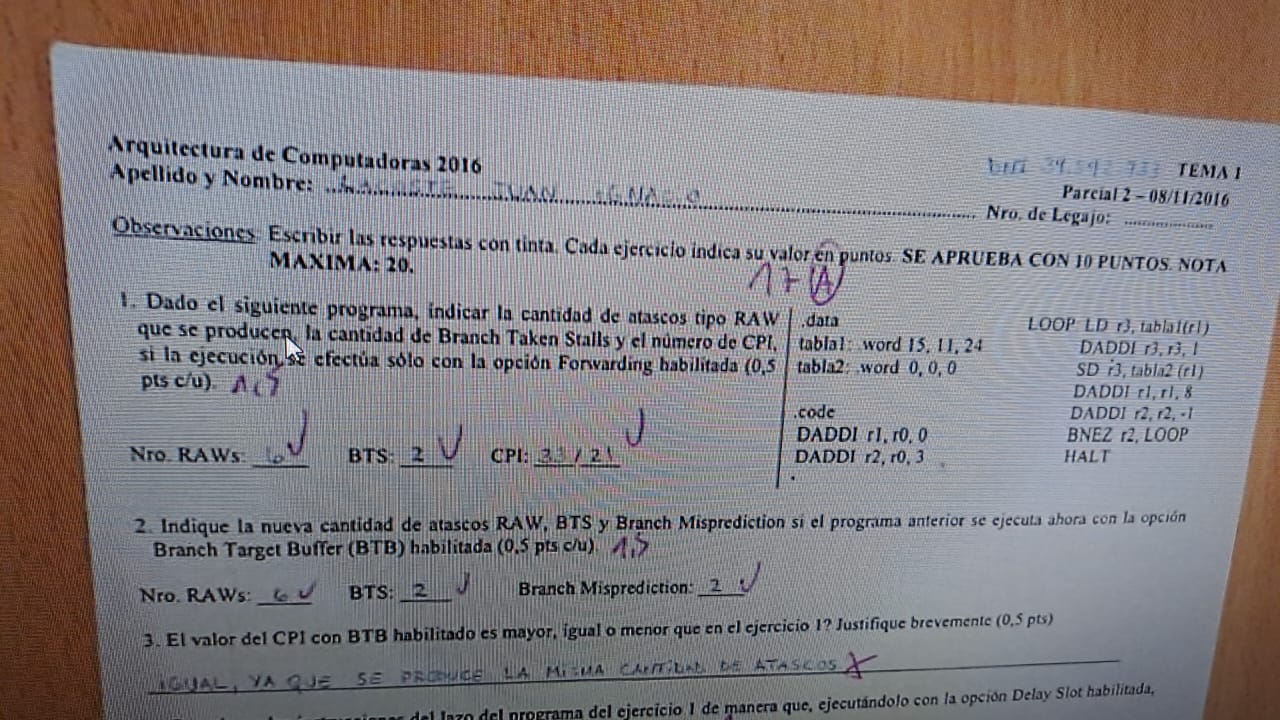 Arquitectura de Computadoras 2016
TEMA 1
Apellido y Nombre: IVAN
Parcial 2 – 08/11/2016
Nro. de Legajo:
Observaciones: Escribir las respuestas con tinta. Cada ejercicio indica su valor en puntos. SE APRUEBA CON 10 PUNTOS. NOTA
MAXIMA: 20.
1. Dado el siguiente programa, indicar la cantidad de atascos tipo RAW
que se producen, la cantidad de Branch Taken Stalls y el número de CPI,
si la ejecución se efectúa sólo con la opción Forwarding habilitada (0,5
pts c/u). 1,5
Nro. RAWs: 6 BTS: 2 CPI: / 21
.data
tabla1: .word 15, 11, 24
tabla2: .word 0, 0, 0
.code
DADDI r1, r0, 0
DADDI r2, r0, 3
LOOP LD r3, tabla1(r1)
DADDI r3, r3, 1
SD r3, tabla2 (r1)
DADDI r1, r1, 8
DADDI r2, r2, -1
BNEZ r2, LOOP
HALT
2. Indique la nueva cantidad de atascos RAW, BTS y Branch Misprediction si el programa anterior se ejecuta ahora con la opción
Branch Target Buffer (BTB) habilitada (0,5 pts c/u). 1,5
Nro. RAWs: 6 BTS: 2 Branch Misprediction: 2
3. El valor del CPI con BTB habilitado es mayor, igual o menor que en el ejercicio 1? Justifique brevemente (0,5 pts)
IGUAL, YA QUE SE PRODUCE LA MISMA CANTIDAD DE ATASCOS
del lazo del programa del ejercicio 1 de manera que, ejecutándolo con la opción Delay Slot habilitada,